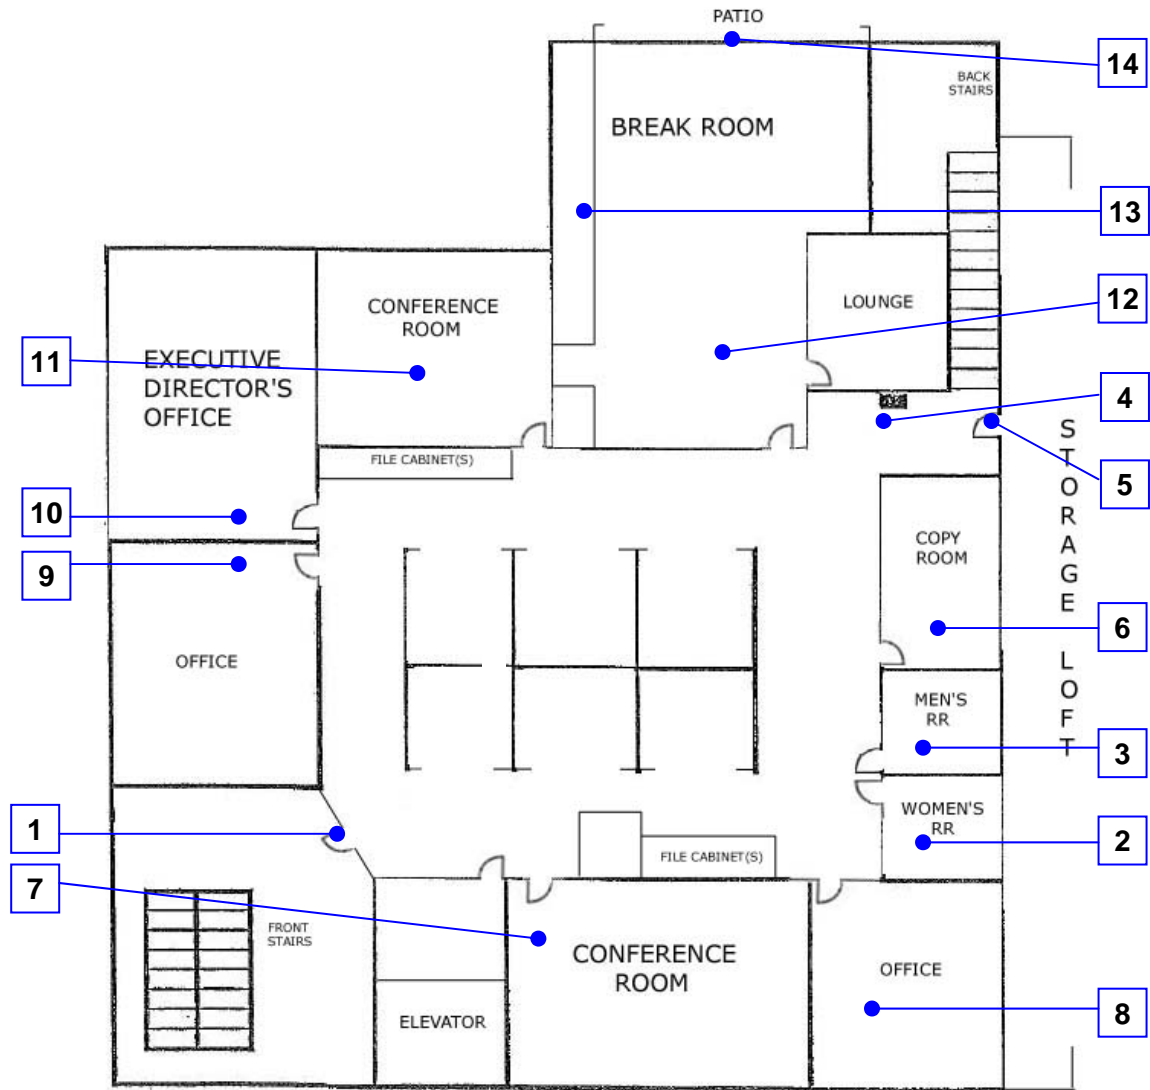 PATIO
14
BACK
STAIRS
BREAK ROOM
13
LOUNGE
12
CONFERENCE
ROOM
11
EXECUTIVE
DIRECTOR'S
OFFICE
4
FILE CABINET(S)
5
STORAGE LOFT
10
9
COPY
ROOM
6
OFFICE
MEN'S
RR
3
WOMEN'S
RR
2
1
FILE CABINET(S)
7
FRONT
STAIRS
CONFERENCE
ROOM
OFFICE
ELEVATOR
8